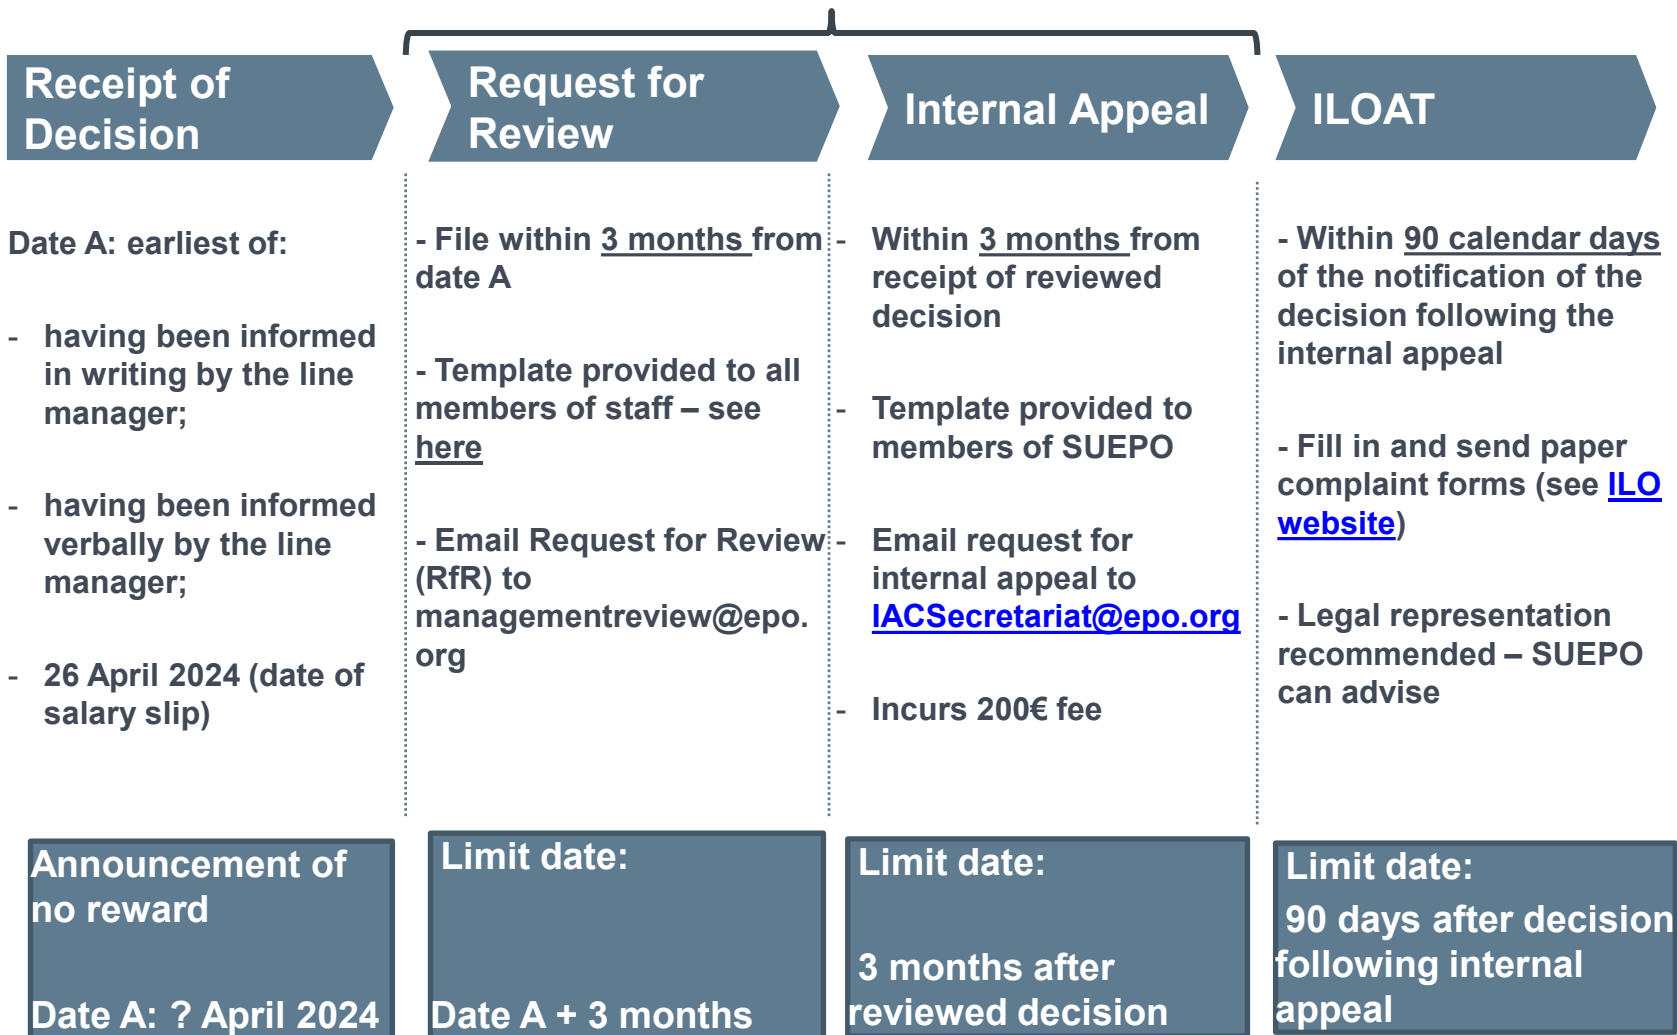 Receipt of
Decision
Request for
Review
Internal Appeal
ILOAT
Date A: earliest of:
- having been informed
in writing by the line
manager;
- having been informed
verbally by the line
manager;
- 26 April 2024 (date of
salary slip)
- File within 3 months from
date A
- Template provided to all
members of staff – see
here
- Email Request for Review
(RfR) to
managementreview@epo.
org
- Within 3 months from
receipt of reviewed
decision
- Template provided to
members of SUEPO
- Email request for
internal appeal to
IACSecretariat@epo.org
- Incurs 200€ fee
- Within 90 calendar days
of the notification of the
decision following the
internal appeal
- Fill in and send paper
complaint forms (see ILO
website)
- Legal representation
recommended – SUEPO
can advise
Announcement of
no reward
Date A: ? April 2024
Limit date:
Date A + 3 months
Limit date:
3 months after
reviewed decision
Limit date:
90 days after decision
following internal
appeal